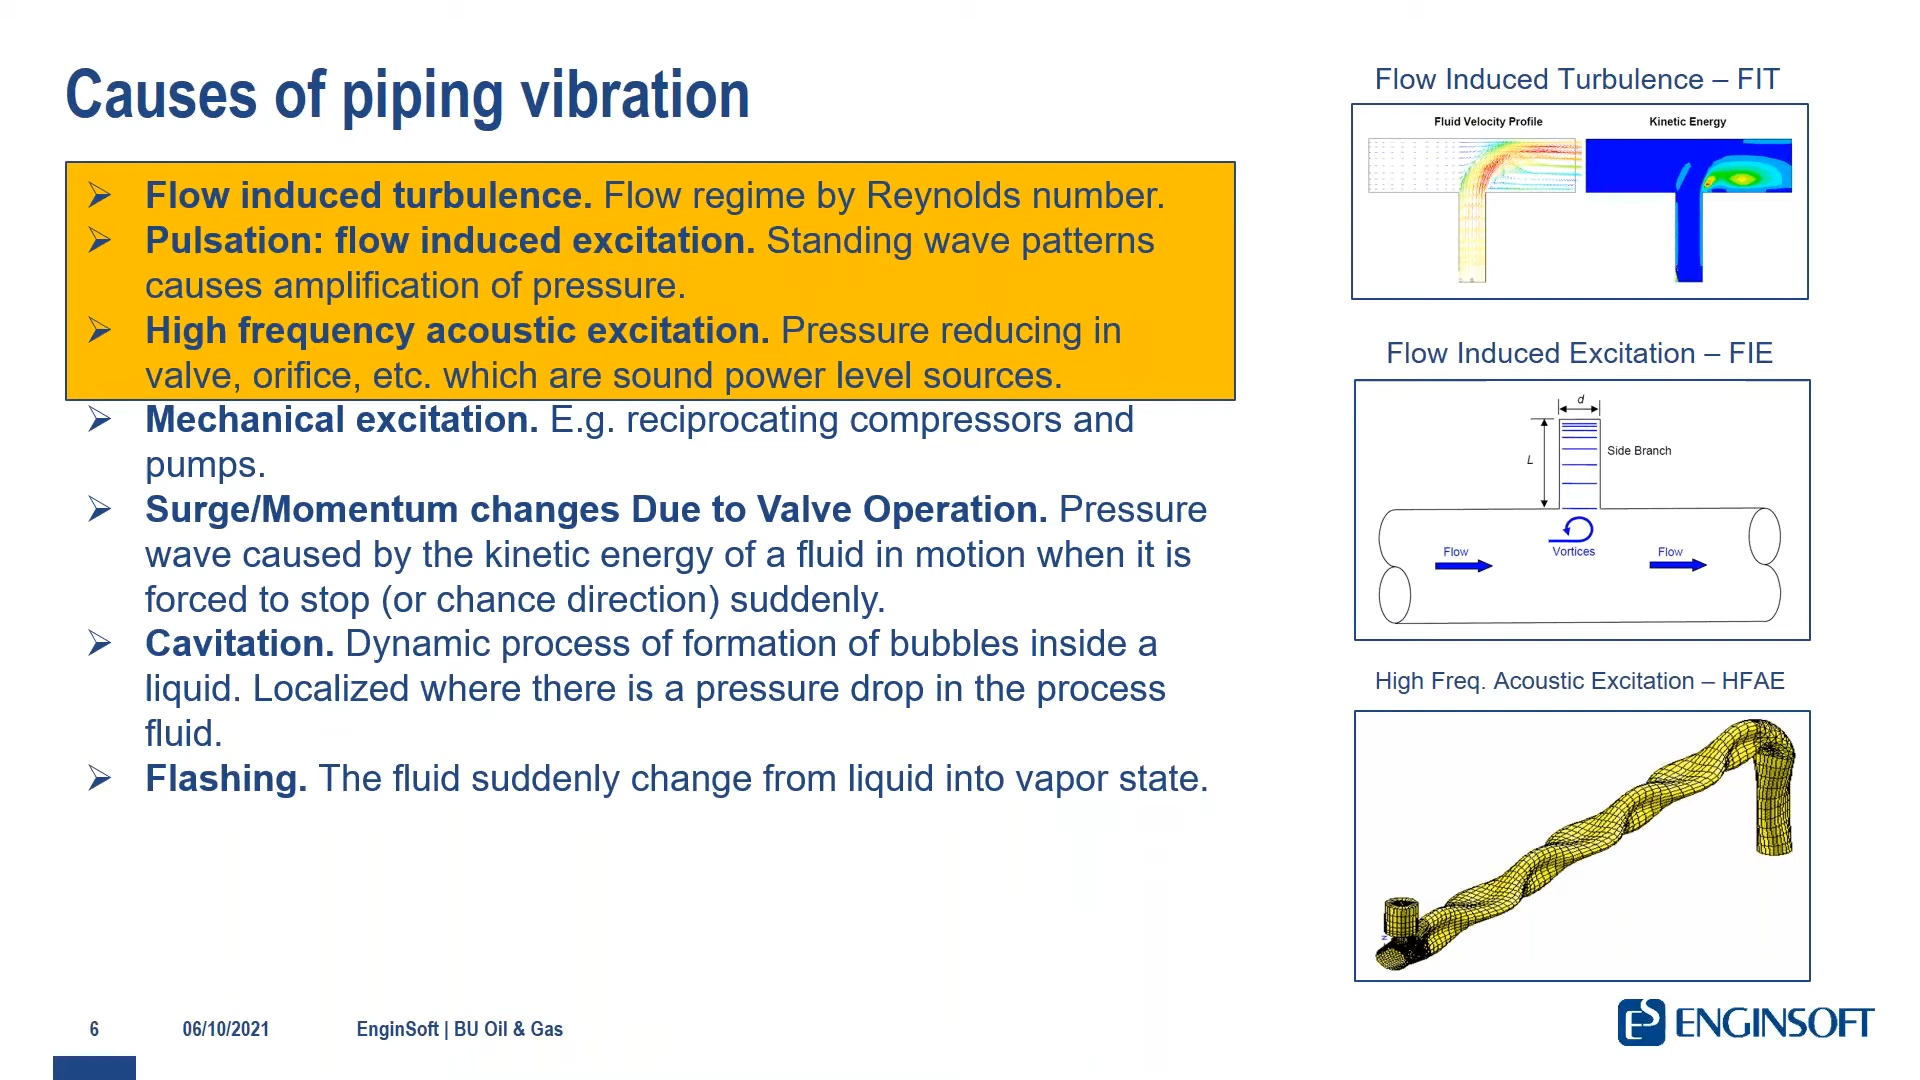 Causes of piping vibration
➢ Flow induced turbulence. Flow regime by Reynolds number.
➢ Pulsation: flow induced excitation. Standing wave patterns
causes amplification of pressure.
➢ High frequency acoustic excitation. Pressure reducing in
valve, orifice, etc. which are sound power level sources.
➢ Mechanical excitation. E.g. reciprocating compressors and
pumps.
➢ Surge/Momentum changes Due to Valve Operation. Pressure
wave caused by the kinetic energy of a fluid in motion when it is
forced to stop (or chance direction) suddenly.
➢ Cavitation. Dynamic process of formation of bubbles inside a
liquid. Localized where there is a pressure drop in the process
fluid.
➢ Flashing. The fluid suddenly change from liquid into vapor state.
Flow Induced Turbulence – FIT
Fluid Velocity Profile Kinetic Energy
Flow Induced Excitation – FIE
d
L
Side Branch
Vortices
Flow Flow
High Freq. Acoustic Excitation – HFAE
6 06/10/2021 EnginSoft | BU Oil & Gas
ES ENGINSOFT